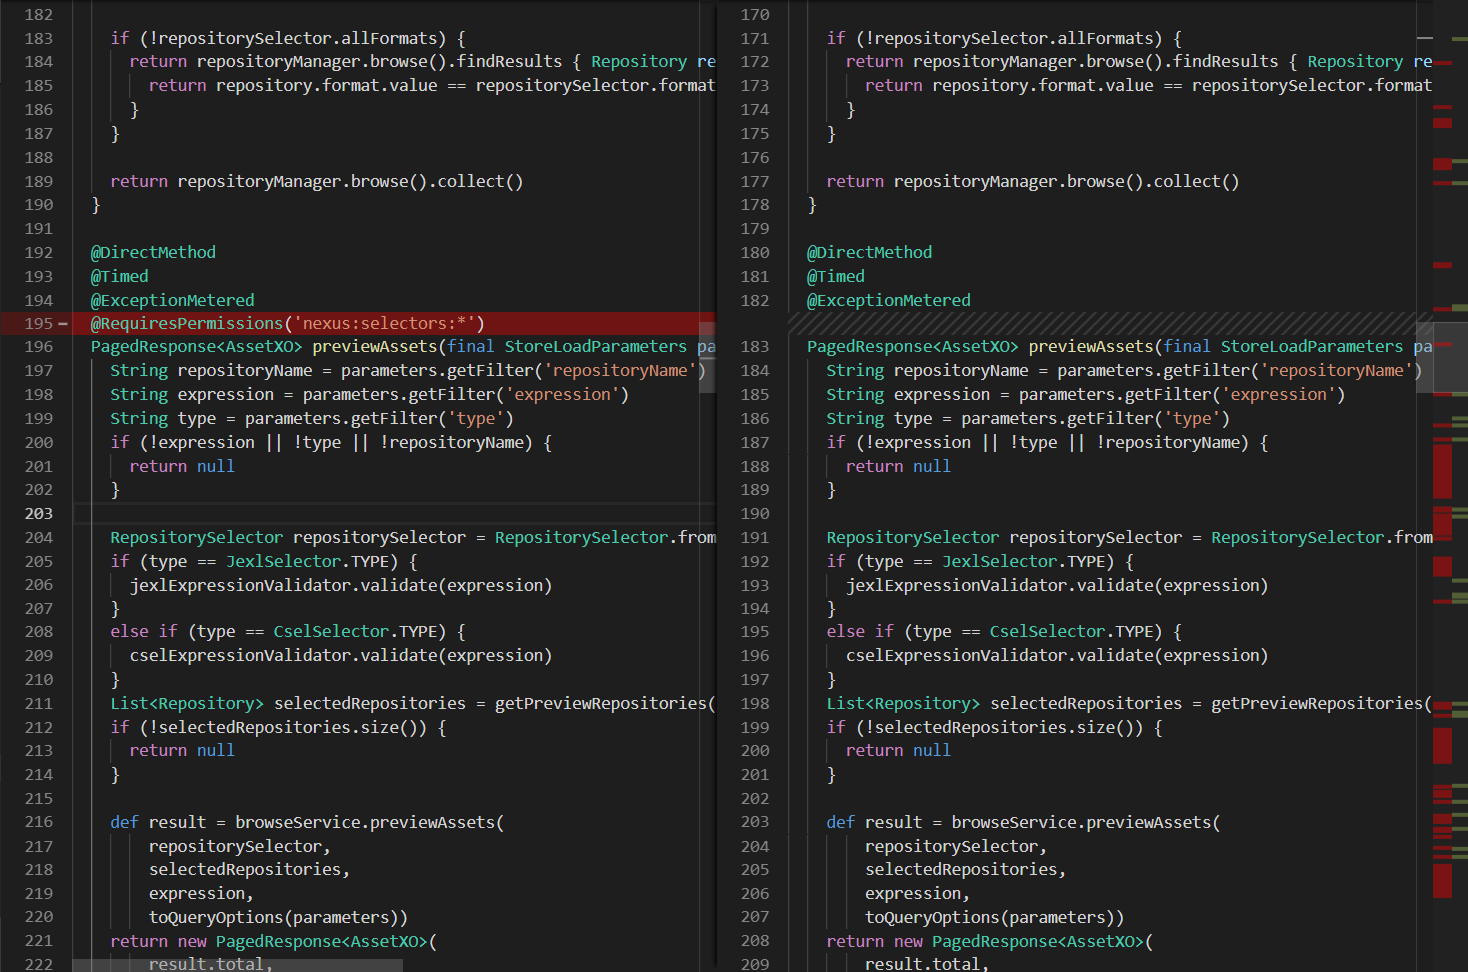 182
183 if (!repositorySelector.allFormats) {
184 return repositoryManager.browse().findResults { Repository re
185 return repository.format.value == repositorySelector.format
186 }
187 }
188
189 return repositoryManager.browse().collect()
190 }
191
192 @DirectMethod
193 @Timed
194 @ExceptionMetered
195 − @RequiresPermissions('nexus:selectors:*')
196 PagedResponse<AssetXO> previewAssets(final StoreLoadParameters pa
197 String repositoryName = parameters.getFilter('repositoryName')
198 String expression = parameters.getFilter('expression')
199 String type = parameters.getFilter('type')
200 if (!expression || !type || !repositoryName) {
201 return null
202 }
203
204 RepositorySelector repositorySelector = RepositorySelector.from
205 if (type == JexlSelector.TYPE) {
206 jexlExpressionValidator.validate(expression)
207 }
208 else if (type == CselSelector.TYPE) {
209 cselExpressionValidator.validate(expression)
210 }
211 List<Repository> selectedRepositories = getPreviewRepositories(
212 if (!selectedRepositories.size()) {
213 return null
214 }
215
216 def result = browseService.previewAssets(
217 repositorySelector,
218 selectedRepositories,
219 expression,
220 toQueryOptions(parameters))
221 return new PagedResponse<AssetXO>(
222 result.total,
170
171 if (!repositorySelector.allFormats) {
172 return repositoryManager.browse().findResults { Repository re
173 return repository.format.value == repositorySelector.format
174 }
175 }
176
177 return repositoryManager.browse().collect()
178 }
179
180 @DirectMethod
181 @Timed
182 @ExceptionMetered
183 PagedResponse<AssetXO> previewAssets(final StoreLoadParameters pa
184 String repositoryName = parameters.getFilter('repositoryName')
185 String expression = parameters.getFilter('expression')
186 String type = parameters.getFilter('type')
187 if (!expression || !type || !repositoryName) {
188 return null
189 }
190
191 RepositorySelector repositorySelector = RepositorySelector.from
192 if (type == JexlSelector.TYPE) {
193 jexlExpressionValidator.validate(expression)
194 }
195 else if (type == CselSelector.TYPE) {
196 cselExpressionValidator.validate(expression)
197 }
198 List<Repository> selectedRepositories = getPreviewRepositories(
199 if (!selectedRepositories.size()) {
200 return null
201 }
202
203 def result = browseService.previewAssets(
204 repositorySelector,
205 selectedRepositories,
206 expression,
207 toQueryOptions(parameters))
208 return new PagedResponse<AssetXO>(
209 result.total,